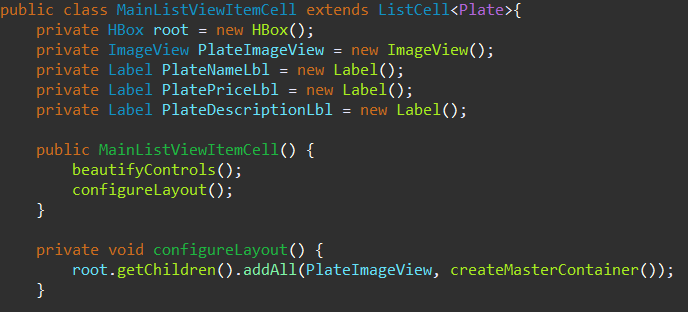 public class MainListViewItemCell extends ListCell<Plate>{
private HBox root = new HBox();
private ImageView PlateImageView = new ImageView();
private Label PlateNameLbl = new Label();
private Label PlatePriceLbl = new Label();
private Label PlateDescriptionLbl = new Label();
public MainListViewItemCell() {
beautifyControls();
configureLayout();
}
private void configureLayout() {
root.getChildren().addAll(PlateImageView, createMasterContainer());
}